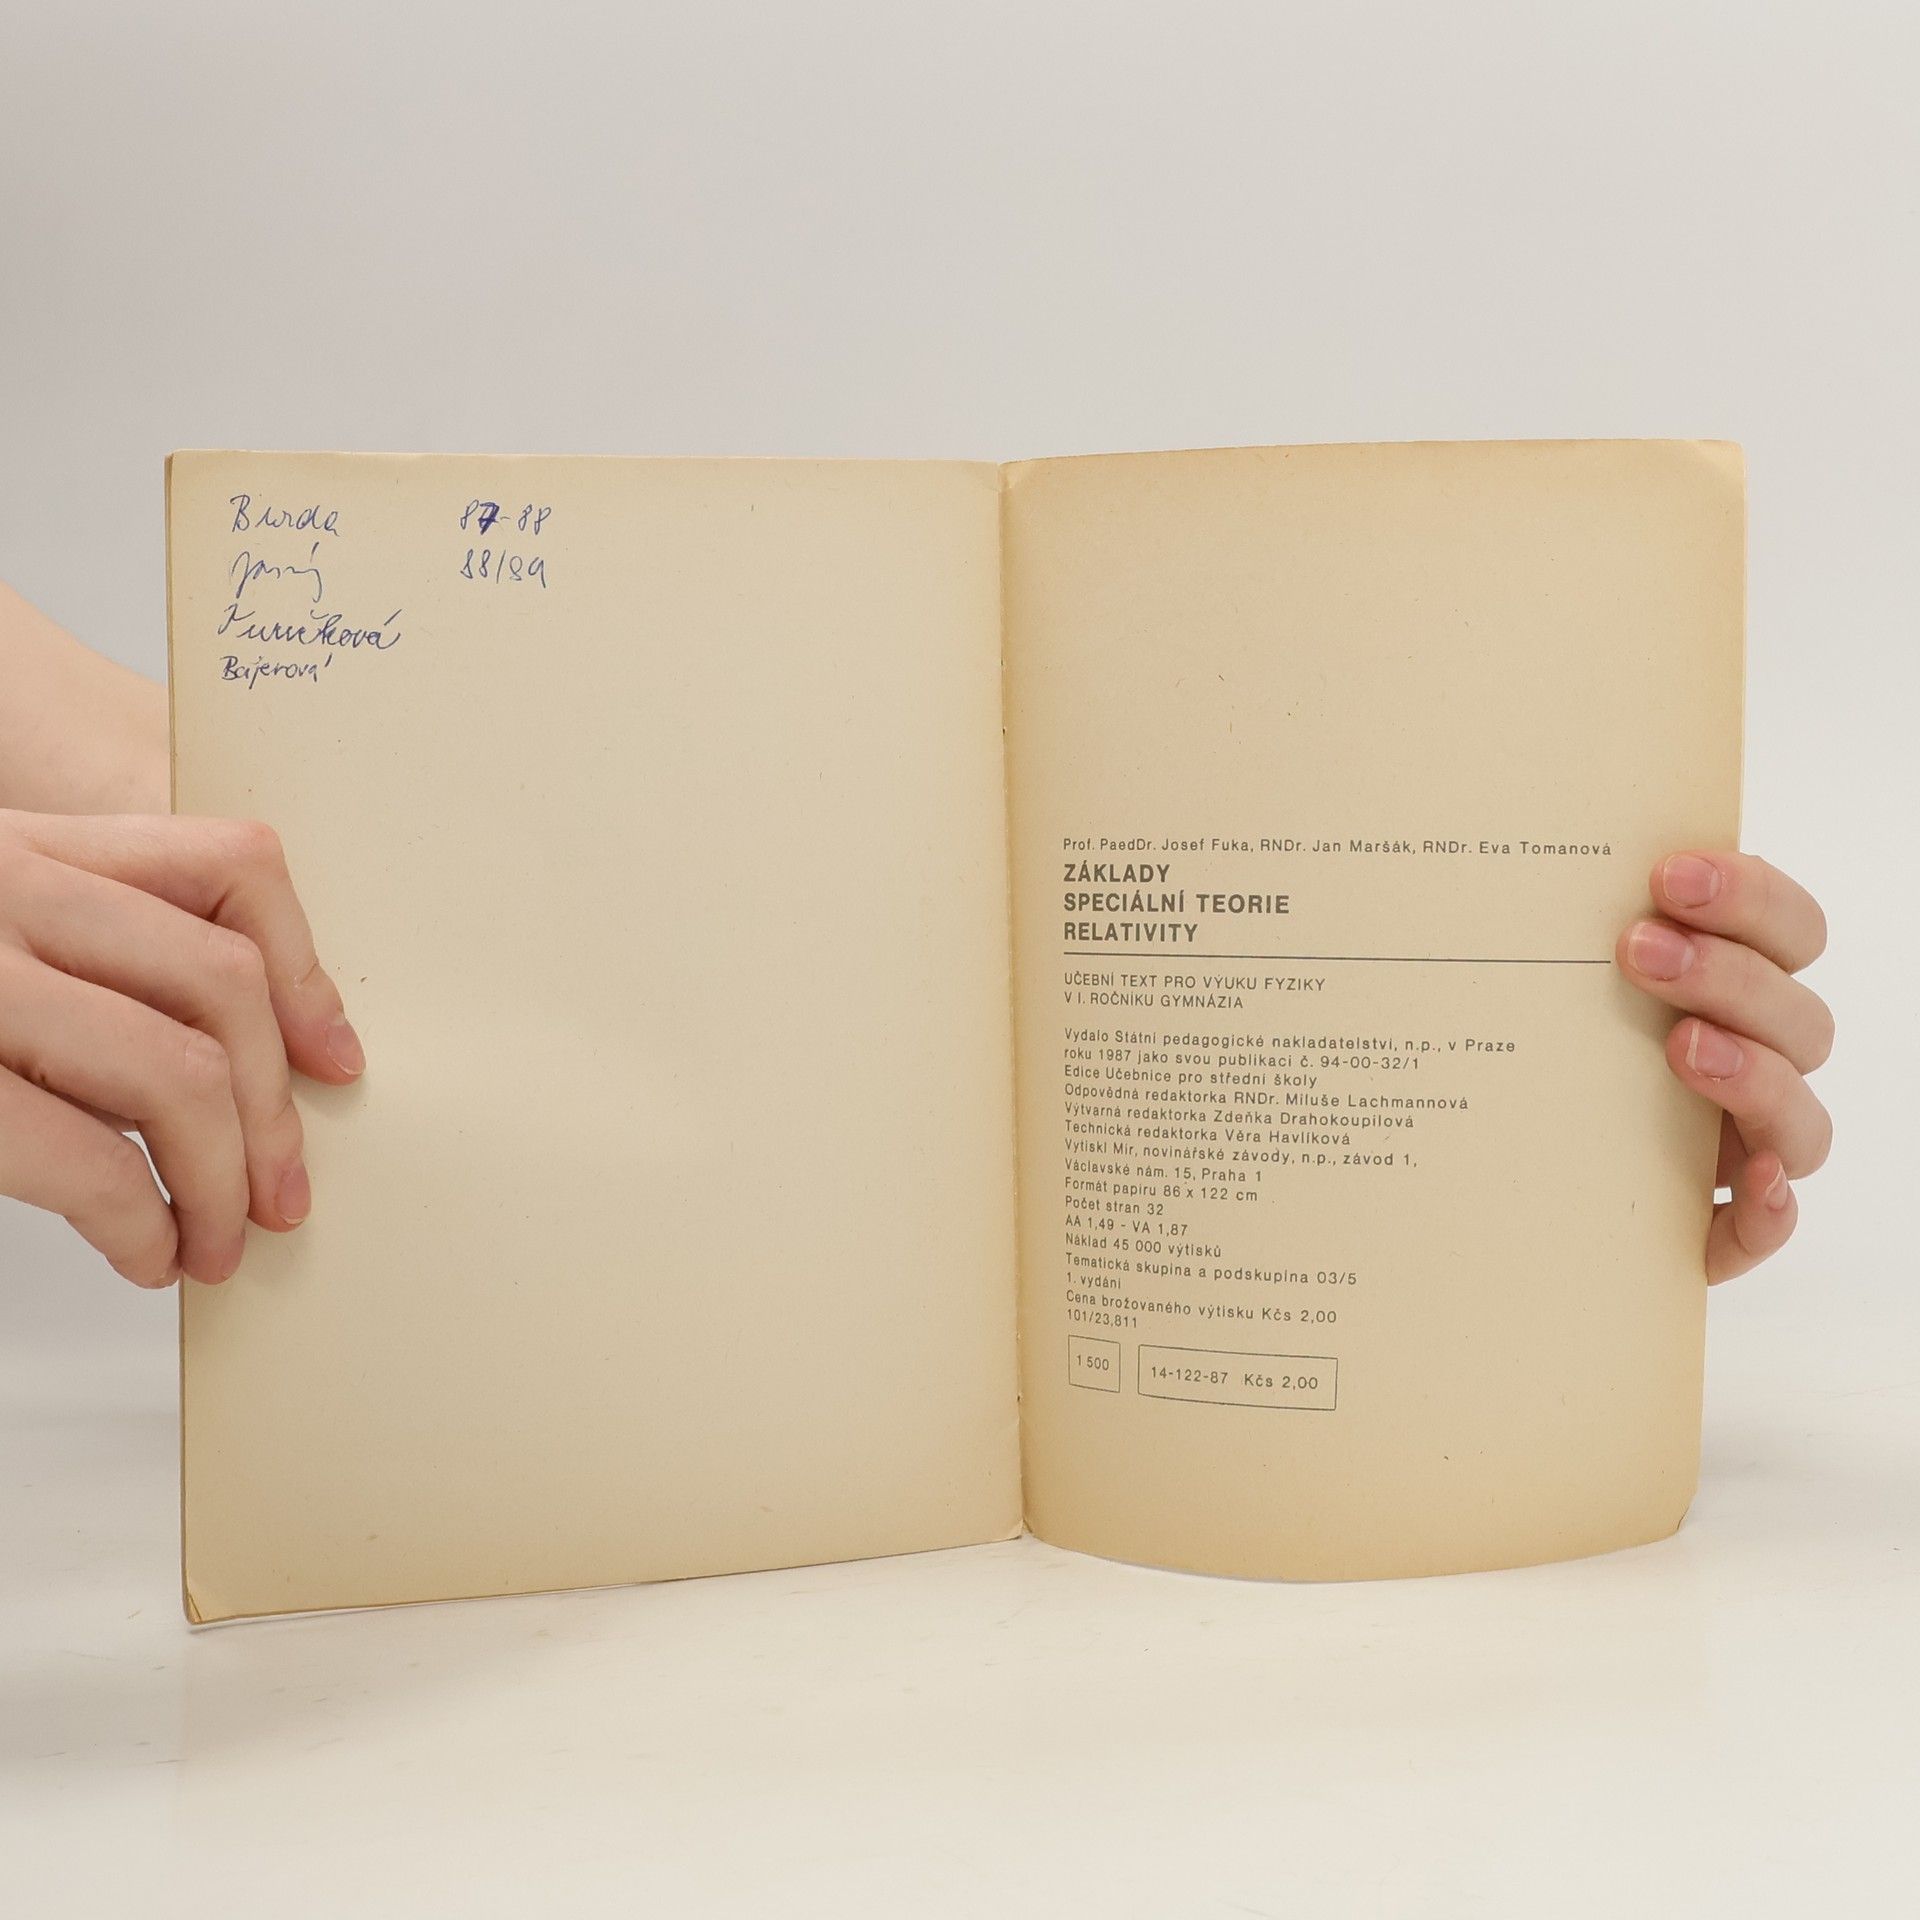 Burda 87-88
Jasný 88/89
Bajerová
Prof. PaedDr. Josef Fuka, RNDr. Jan Maršák, RNDr. Eva Tomanová
ZÁKLADY
SPECIÁLNÍ TEORIE
RELATIVITY
UČEBNÍ TEXT PRO VÝUKU FYZIKY
V I. ROČNÍKU GYMNÁZIA
Vydalo Státní pedagogické nakladatelství, n.p., v Praze
roku 1987 jako svou publikaci č. 94-00-32/1
Edice Učebnice pro střední školy
Odpovědná redaktorka RNDr. Miluše Lachmannová
Výtvarná redaktorka Zdeňka Drahokoupilová
Technická redaktorka Věra Havlíková
Vytiskl Mír, novinářské závody, n.p., závod 1,
Václavské nám. 15, Praha 1
Formát papíru 86 x 122 cm
Počet stran 32
AA 1,49 - VA 1,87
Náklad 45 000 výtisků
Tematická skupina a podskupina 03/5
1. vydání
Cena brožovaného výtisku Kčs 2,00
101/23,811
1 500 14-122-87 Kčs 2,00